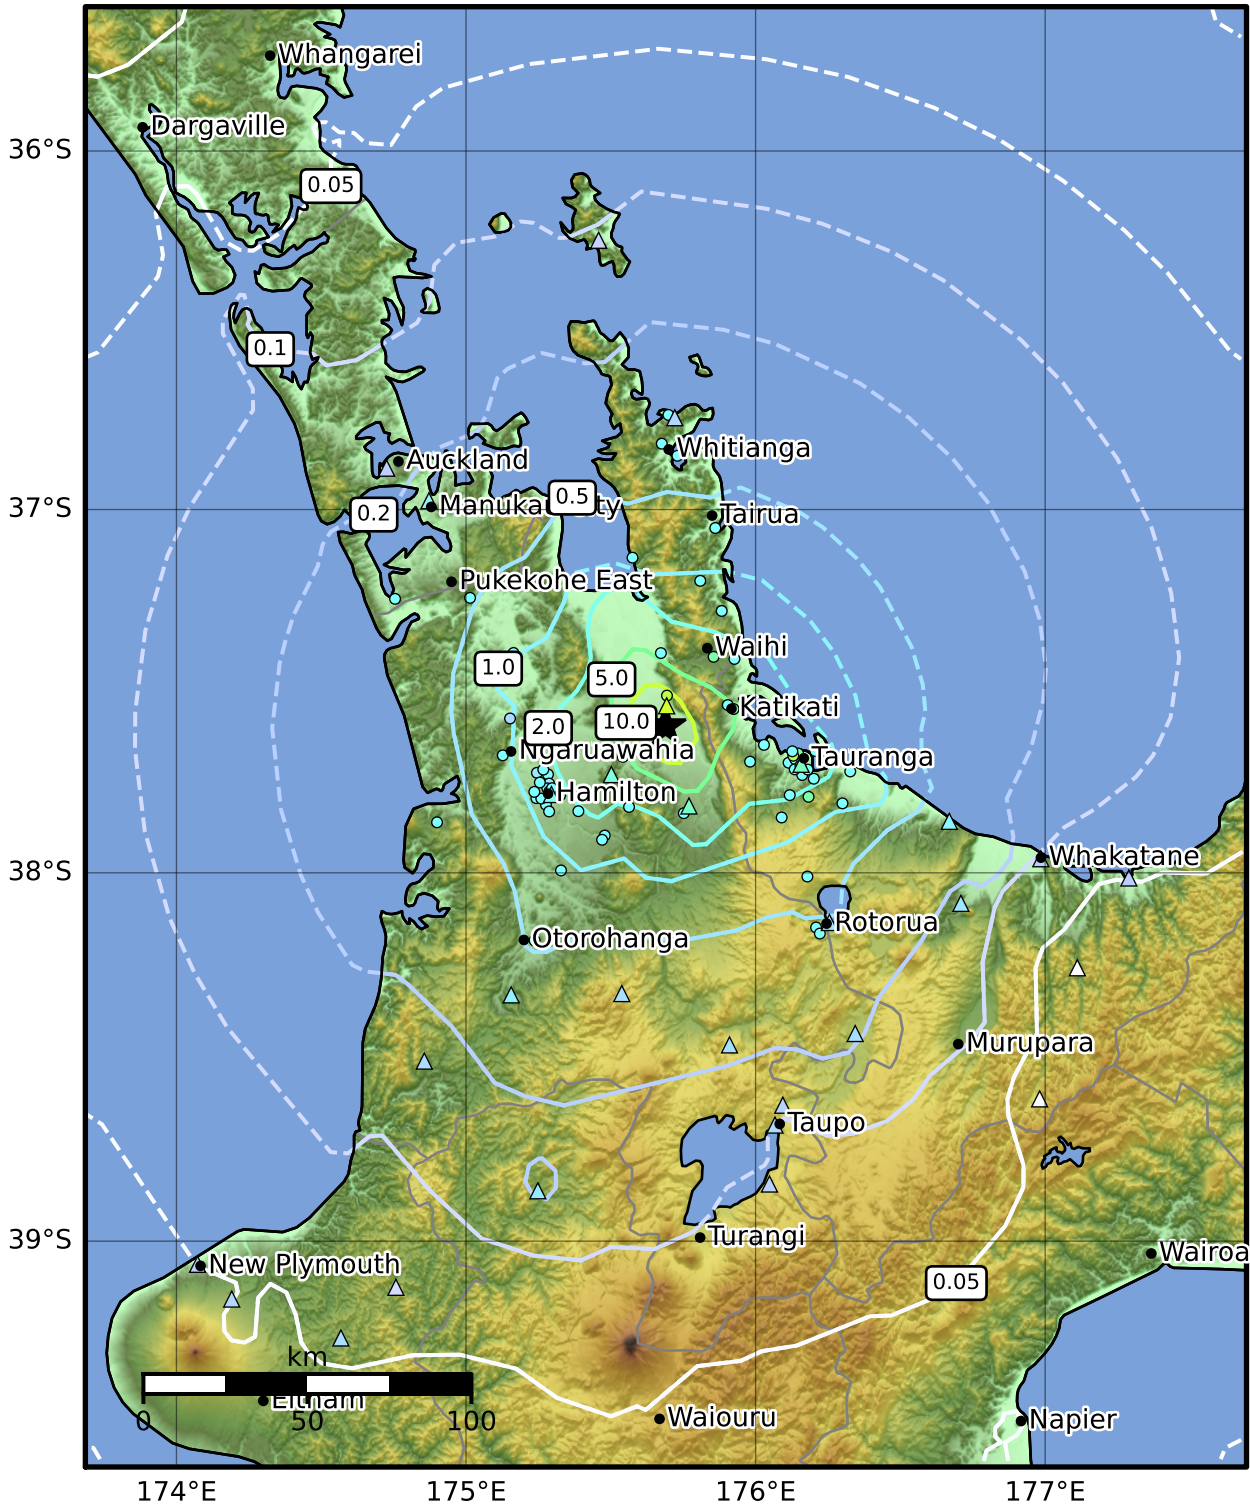 Whangarei
Dargaville
36°S
0.05
0.1
Whitianga
Auckland
0.5
Manuka
ty
37°S
0.2
Tairua
Pukekohe East
Waihi
1.0
5.0
Katikati
10.0
2.0
Ngaruawahia
Tauranga
Hamilton
Whakatane
38°S
Rotorua
Otorohanga
Murupara
Taupo
Turangi
39°S
Wairoa
New Plymouth
0.05
km
Eltham
0 50 100
Waiouru
Napier
174°E 175°E 176°E 177°E